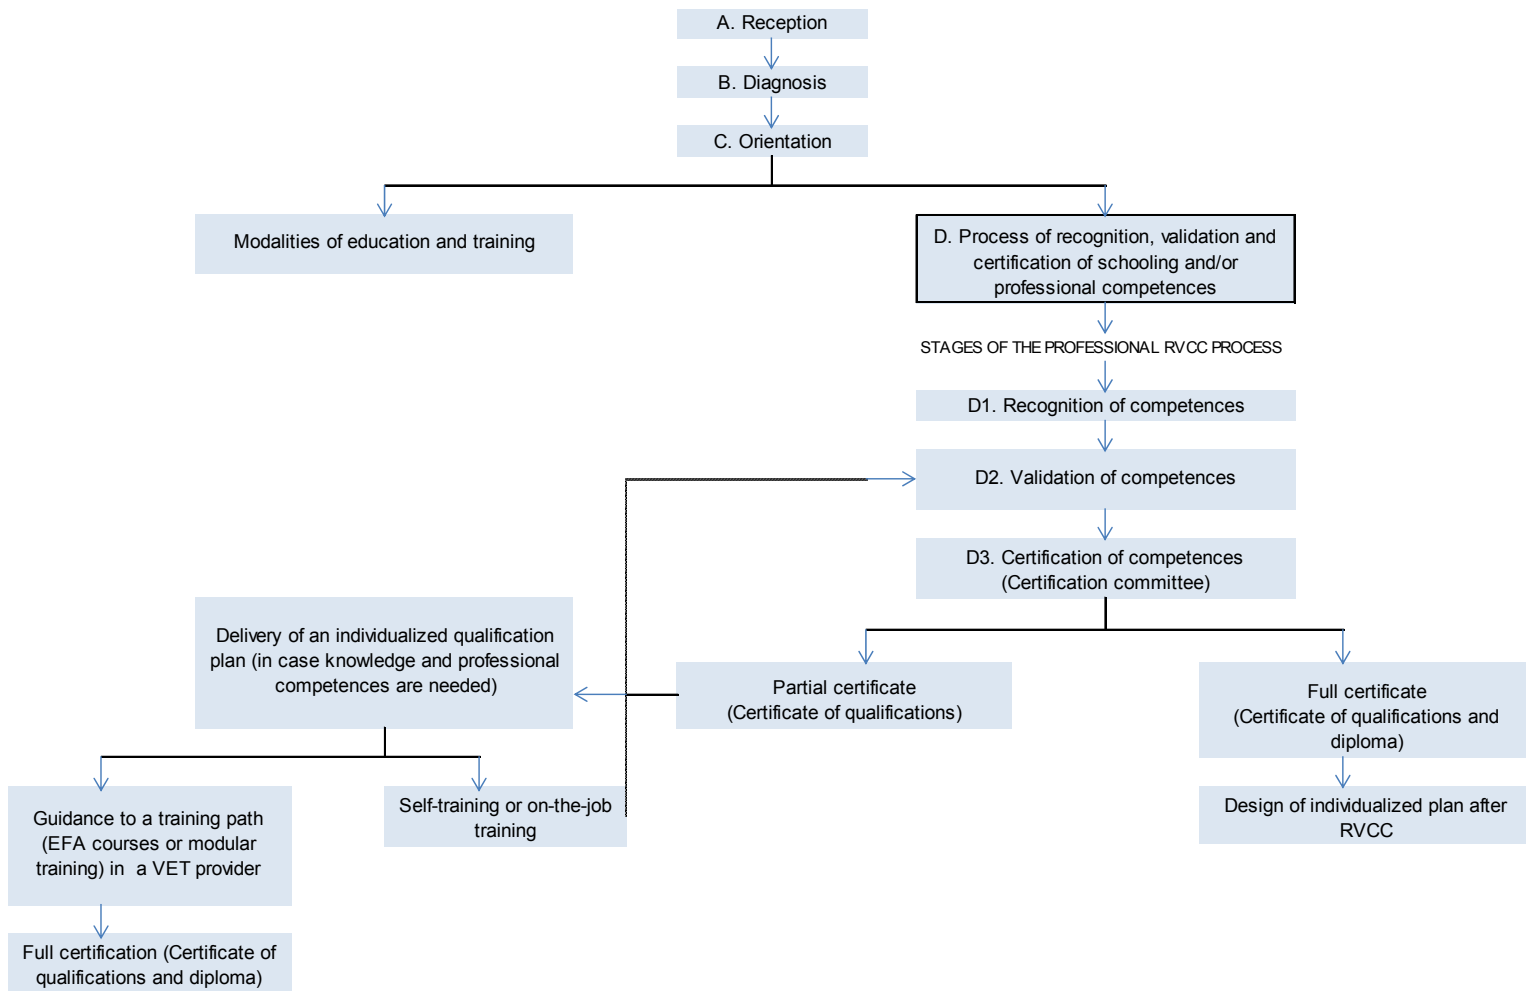 A. Reception
B. Diagnosis
C. Orientation
Modalities of education and training
D. Process of recognition, validation and
certification of schooling and/or
professional competences
STAGES OF THE PROFESSIONAL RVCC PROCESS
D1. Recognition of competences
D2. Validation of competences
D3. Certification of competences
(Certification committee)
Delivery of an individualized qualification
plan (in case knowledge and professional
competences are needed)
Partial certificate
(Certificate of qualifications)
Full certificate
(Certificate of qualifications and
diploma)
Guidance to a training path
(EFA courses or modular
training) in a VET provider
Self-training or on-the-job
training
Design of individualized plan after
RVCC
Full certification (Certificate of
qualifications and diploma)